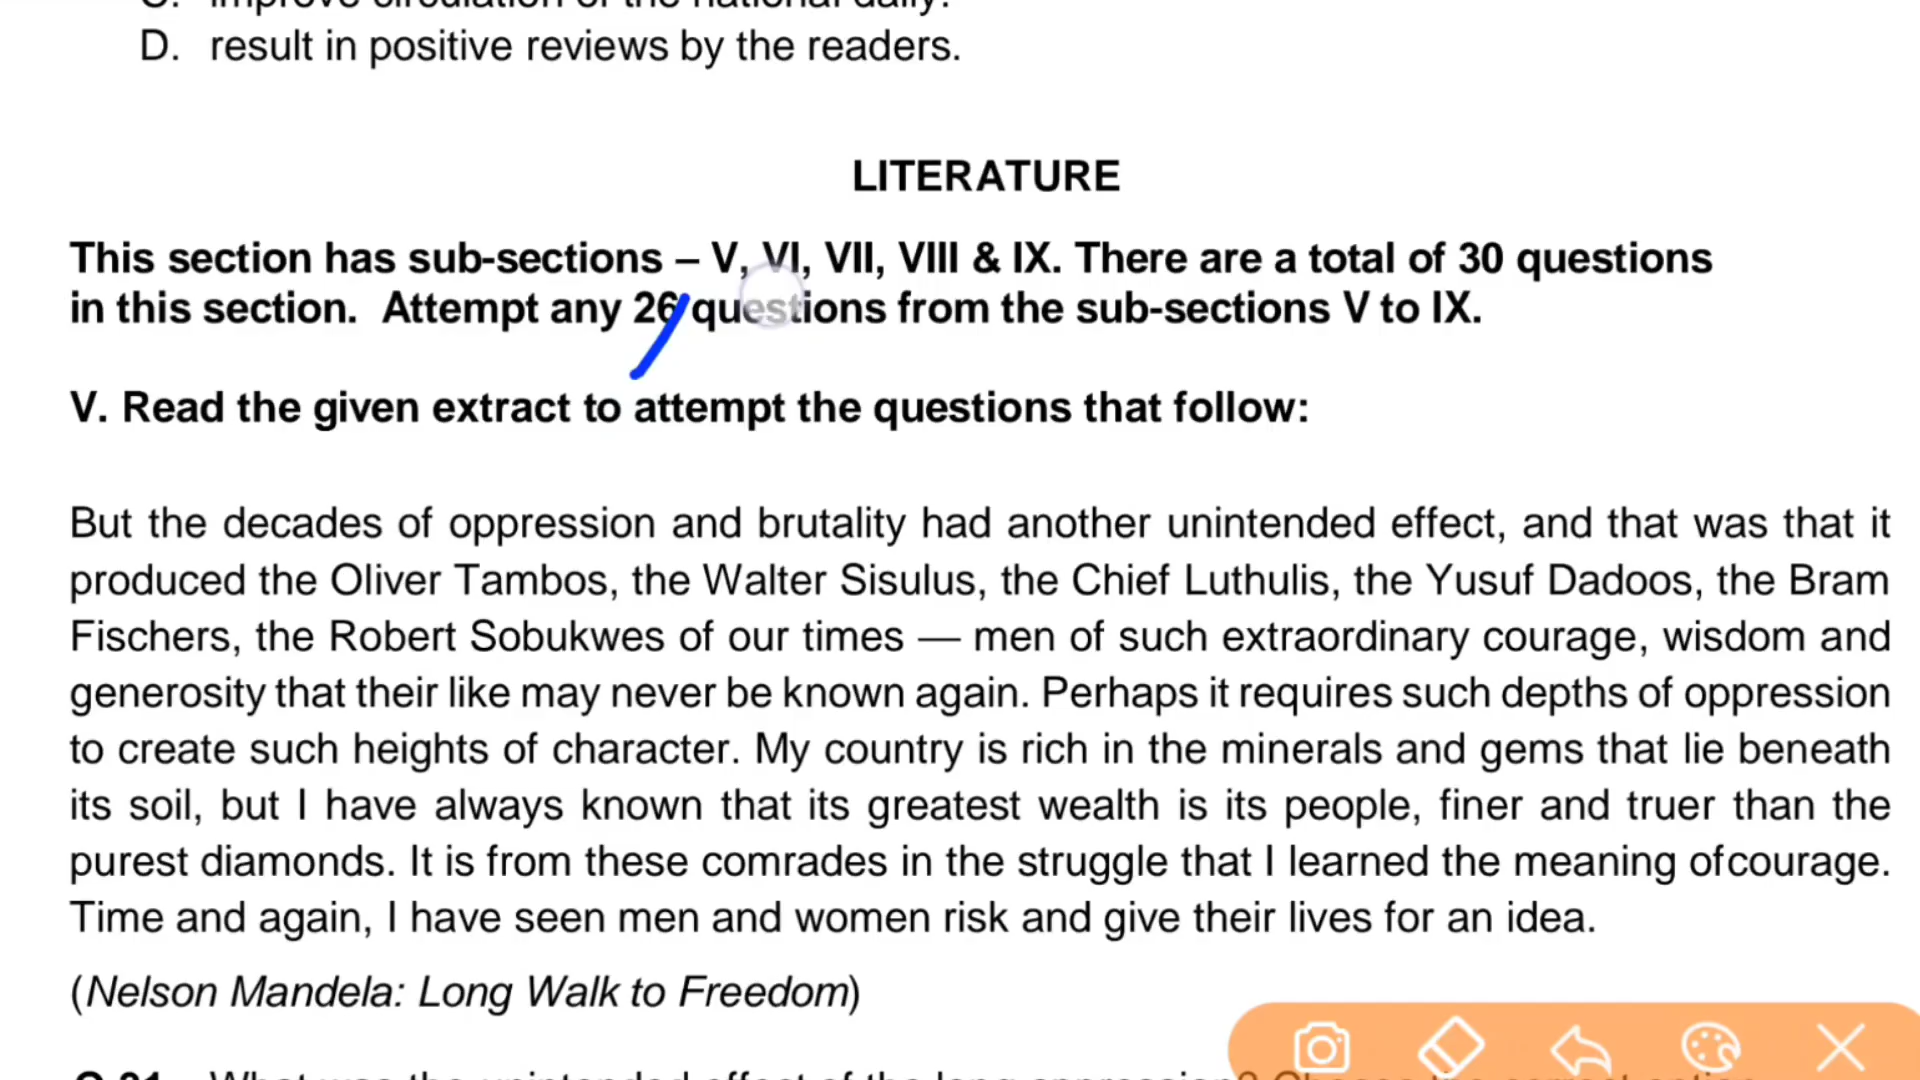 C. improve circulation of the national daily.
D. result in positive reviews by the readers.
LITERATURE
This section has sub-sections – V, VI, VII, VIII & IX. There are a total of 30 questions
in this section. Attempt any 26 questions from the sub-sections V to IX.
V. Read the given extract to attempt the questions that follow:
But the decades of oppression and brutality had another unintended effect, and that was that it
produced the Oliver Tambos, the Walter Sisulus, the Chief Luthulis, the Yusuf Dadoos, the Bram
Fischers, the Robert Sobukwes of our times — men of such extraordinary courage, wisdom and
generosity that their like may never be known again. Perhaps it requires such depths of oppression
to create such heights of character. My country is rich in the minerals and gems that lie beneath
its soil, but I have always known that its greatest wealth is its people, finer and truer than the
purest diamonds. It is from these comrades in the struggle that I learned the meaning ofcourage.
Time and again, I have seen men and women risk and give their lives for an idea.
(Nelson Mandela: Long Walk to Freedom)
What was the unintended effect of the long oppression? Choose the correct option